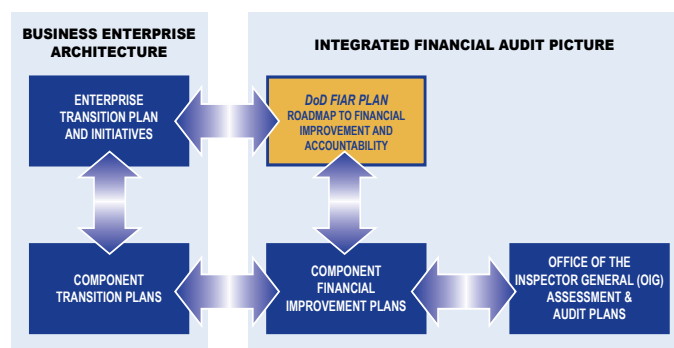 BUSINESS ENTERPRISE
ARCHITECTURE
INTEGRATED FINANCIAL AUDIT PICTURE
ENTERPRISE
TRANSITION PLAN
AND INITIATIVES
DoD FIAR PLAN
ROADMAP TO FINANCIAL
IMPROVEMENT AND
ACCOUNTABILITY
COMPONENT
TRANSITION PLANS
COMPONENT
FINANCIAL
IMPROVEMENT PLANS
OFFICE OF THE
INSPECTOR GENERAL (OIG)
ASSESSMENT &
AUDIT PLANS